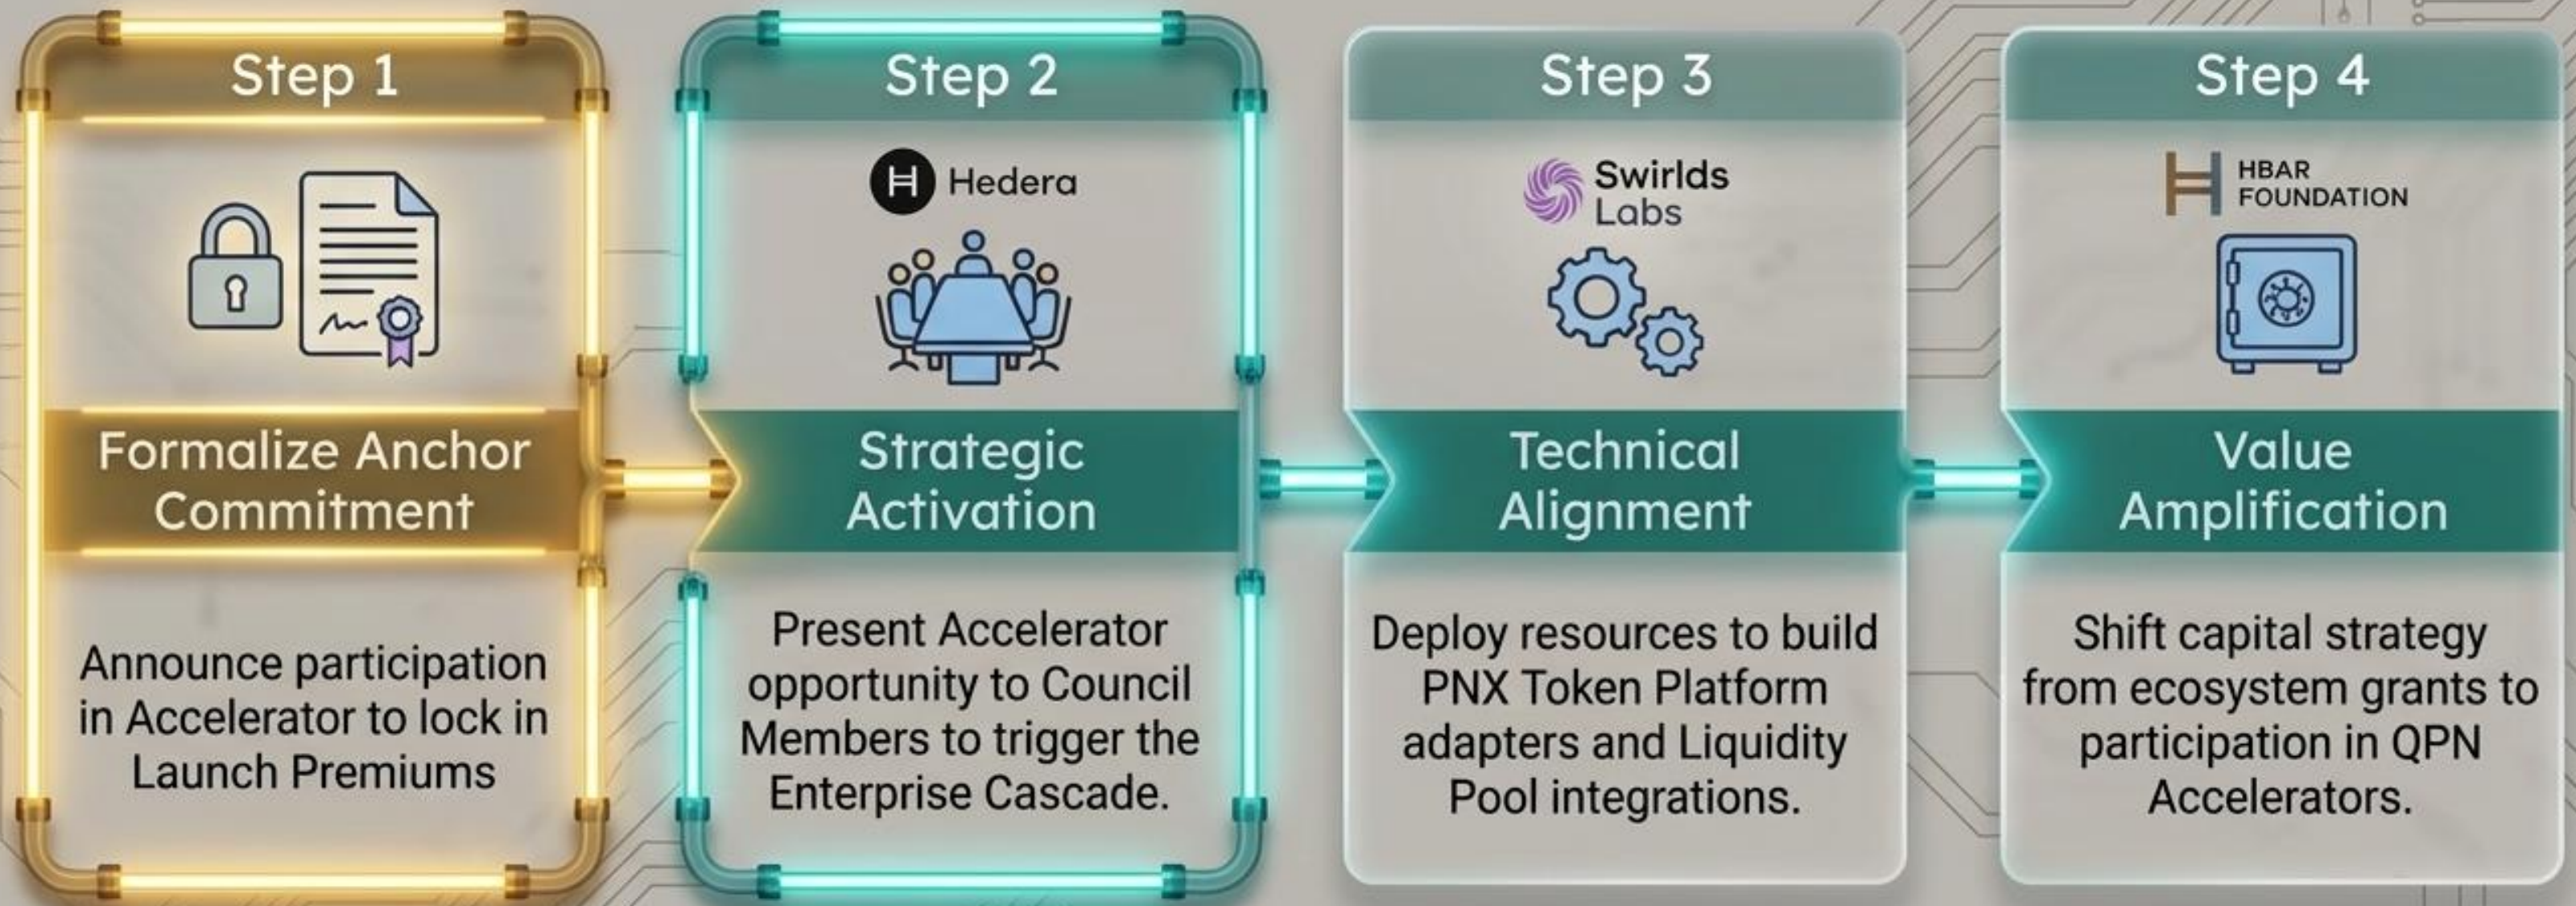 Step 1
Formalize Anchor
Commitment
Announce participation
in Accelerator to lock in
Launch Premiums
Step 2
Hedera
Strategic
Activation
Present Accelerator
opportunity to Council
Members to trigger the
Enterprise Cascade.
Step 3
Swirlds
Labs
Technical
Alignment
Deploy resources to build
PNX Token Platform
adapters and Liquidity
Pool integrations.
Step 4
HBAR
FOUNDATION
Value
Amplification
Shift capital strategy
from ecosystem grants to
participation in QPN
Accelerators.